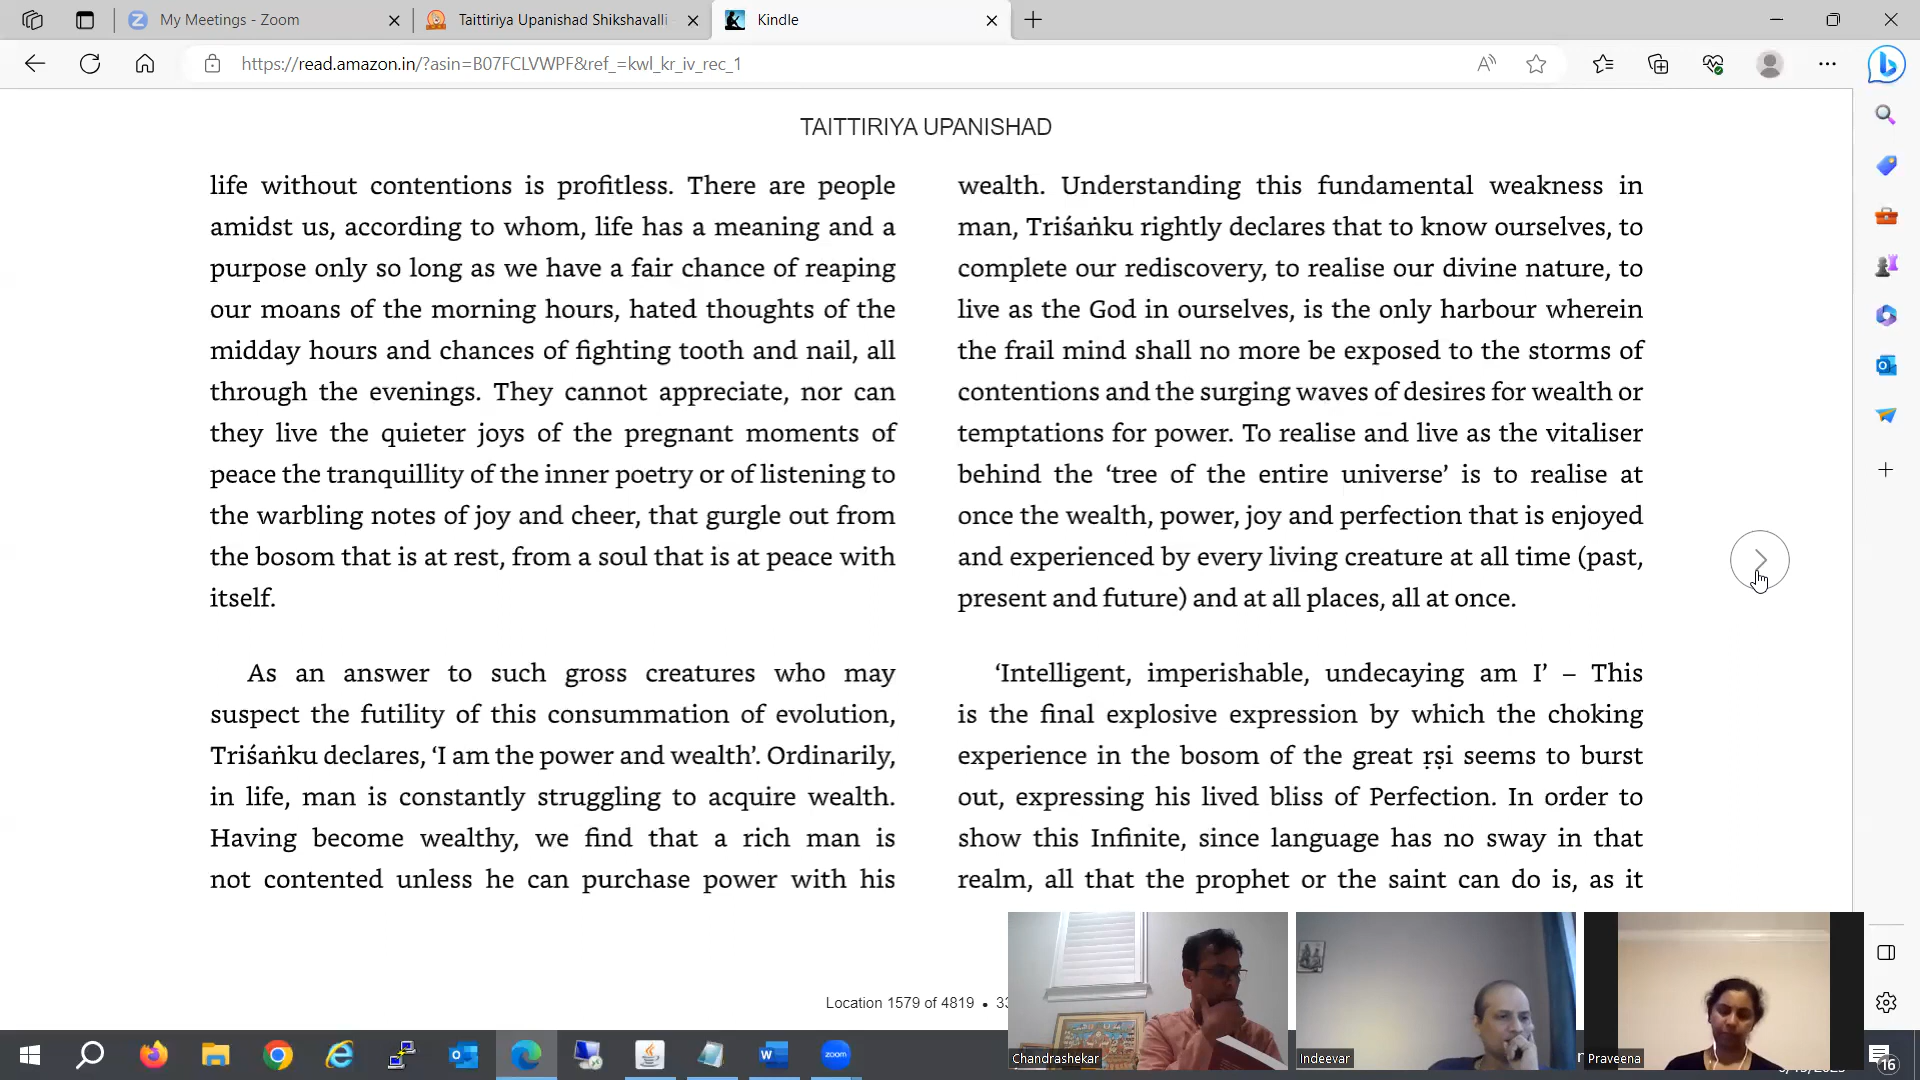 My Meetings - Zoom
Taittiriya Upanishad Shikshavalli
Kindle
https://read.amazon.in/?asin=B07FCLVWPF&ref_=kwl_kr_iv_rec_1
TAITTIRIYA UPANISHAD
life without contentions is profitless. There are people
amidst us, according to whom, life has a meaning and a
purpose only so long as we have a fair chance of reaping
our moans of the morning hours, hated thoughts of the
midday hours and chances of fighting tooth and nail, all
through the evenings. They cannot appreciate, nor can
they live the quieter joys of the pregnant moments of
peace the tranquillity of the inner poetry or of listening to
the warbling notes of joy and cheer, that gurgle out from
the bosom that is at rest, from a soul that is at peace with
itself.
As an answer to such gross creatures who may
suspect the futility of this consummation of evolution,
Triśaṅku declares, ‘I am the power and wealth’. Ordinarily,
in life, man is constantly struggling to acquire wealth.
Having become wealthy, we find that a rich man is
not contented unless he can purchase power with his
wealth. Understanding this fundamental weakness in
man, Triśaṅku rightly declares that to know ourselves, to
complete our rediscovery, to realise our divine nature, to
live as the God in ourselves, is the only harbour wherein
the frail mind shall no more be exposed to the storms of
contentions and the surging waves of desires for wealth or
temptations for power. To realise and live as the vitaliser
behind the ‘tree of the entire universe’ is to realise at
once the wealth, power, joy and perfection that is enjoyed
and experienced by every living creature at all time (past,
present and future) and at all places, all at once.
‘Intelligent, imperishable, undecaying am I’ – This
is the final explosive expression by which the choking
experience in the bosom of the great ṛṣi seems to burst
out, expressing his lived bliss of Perfection. In order to
show this Infinite, since language has no sway in that
realm, all that the prophet or the saint can do is, as it
Location 1579 of 4819 •
Chandrashekar
Indeevar
Praveena
zoom
16